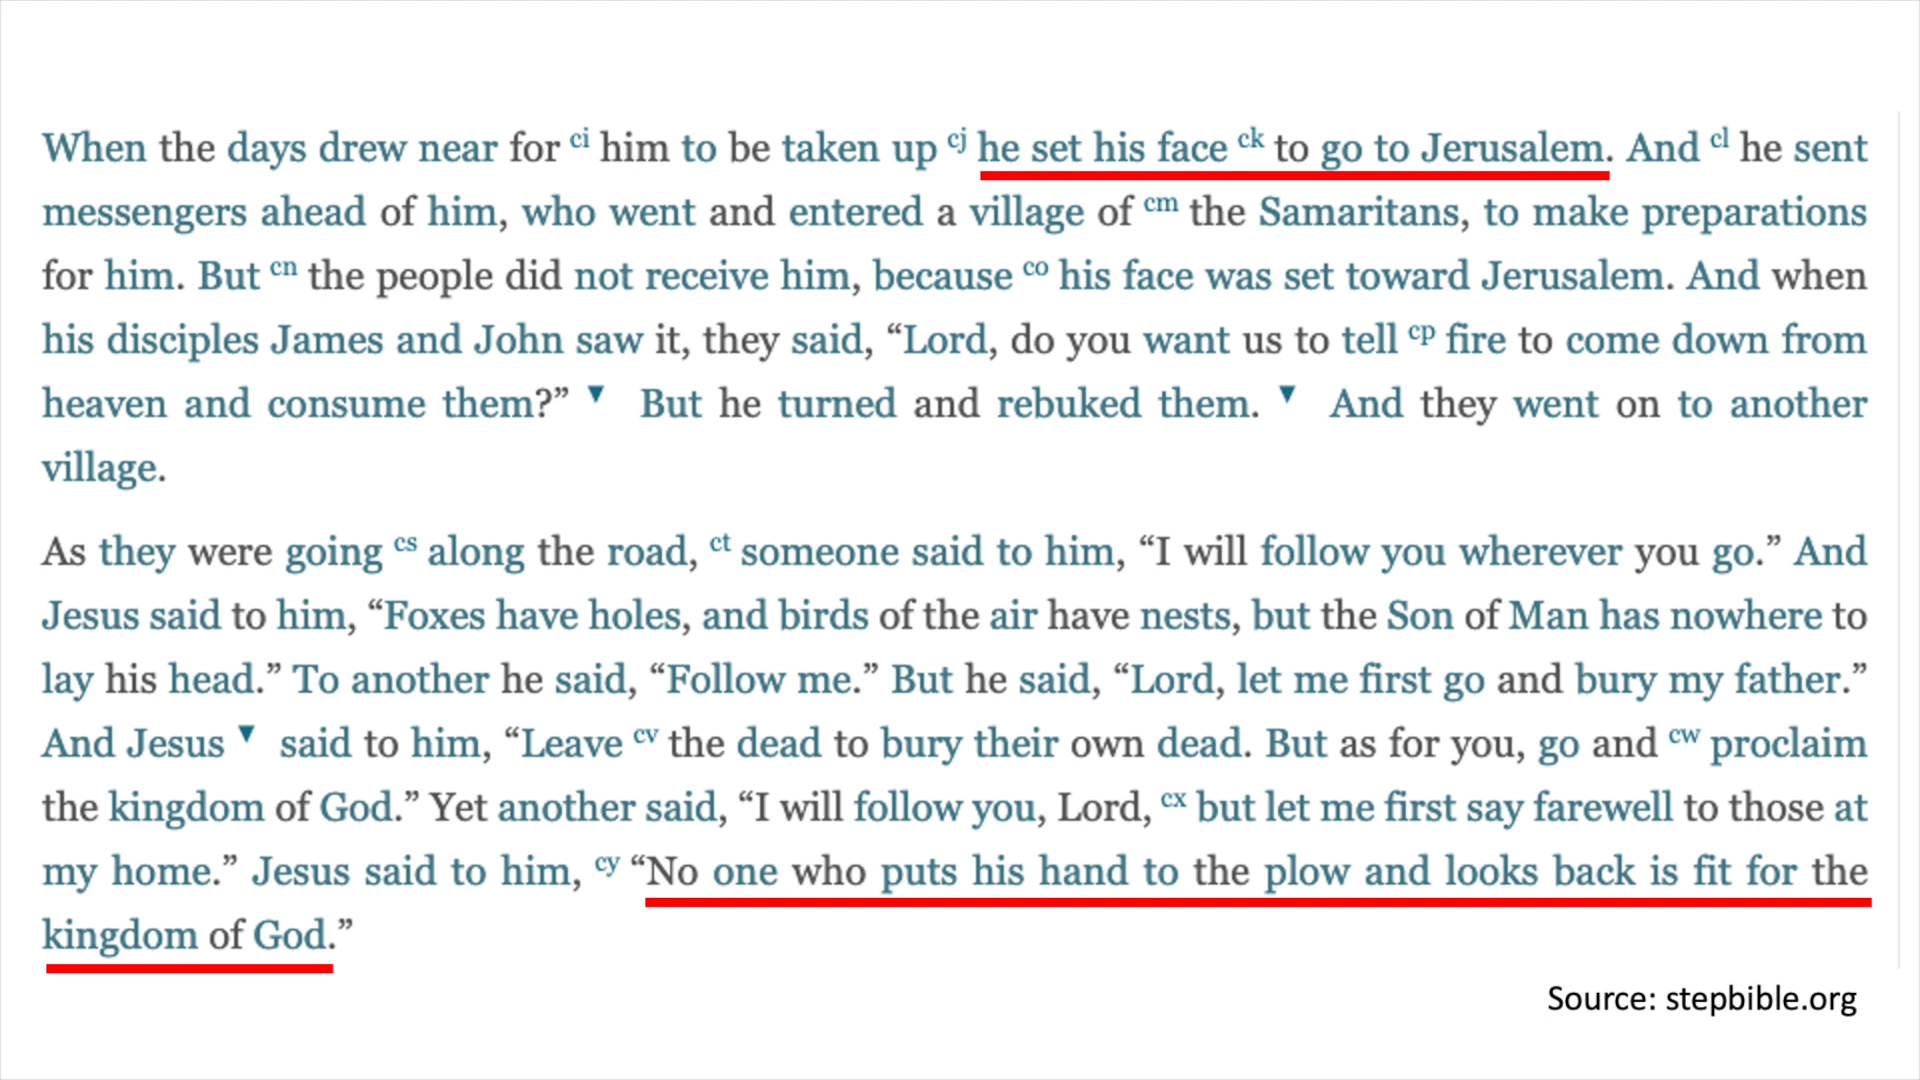 When the days drew near for ci him to be taken up cj he set his face ck to go to Jerusalem. And cl he sent
messengers ahead of him, who went and entered a village of cm the Samaritans, to make preparations
for him. But cn the people did not receive him, because co his face was set toward Jerusalem. And when
his disciples James and John saw it, they said, “Lord, do you want us to tell cp fire to come down from
heaven and consume them?” ▼ But he turned and rebuked them. ▼ And they went on to another
village.
As they were going cs along the road, ct someone said to him, “I will follow you wherever you go.” And
Jesus said to him, “Foxes have holes, and birds of the air have nests, but the Son of Man has nowhere to
lay his head.” To another he said, “Follow me.” But he said, “Lord, let me first go and bury my father.”
And Jesus ▼ said to him, “Leave cv the dead to bury their own dead. But as for you, go and cw proclaim
the kingdom of God.” Yet another said, “I will follow you, Lord, cx but let me first say farewell to those at
my home.” Jesus said to him, cy “No one who puts his hand to the plow and looks back is fit for the
kingdom of God.”
Source: stepbible.org